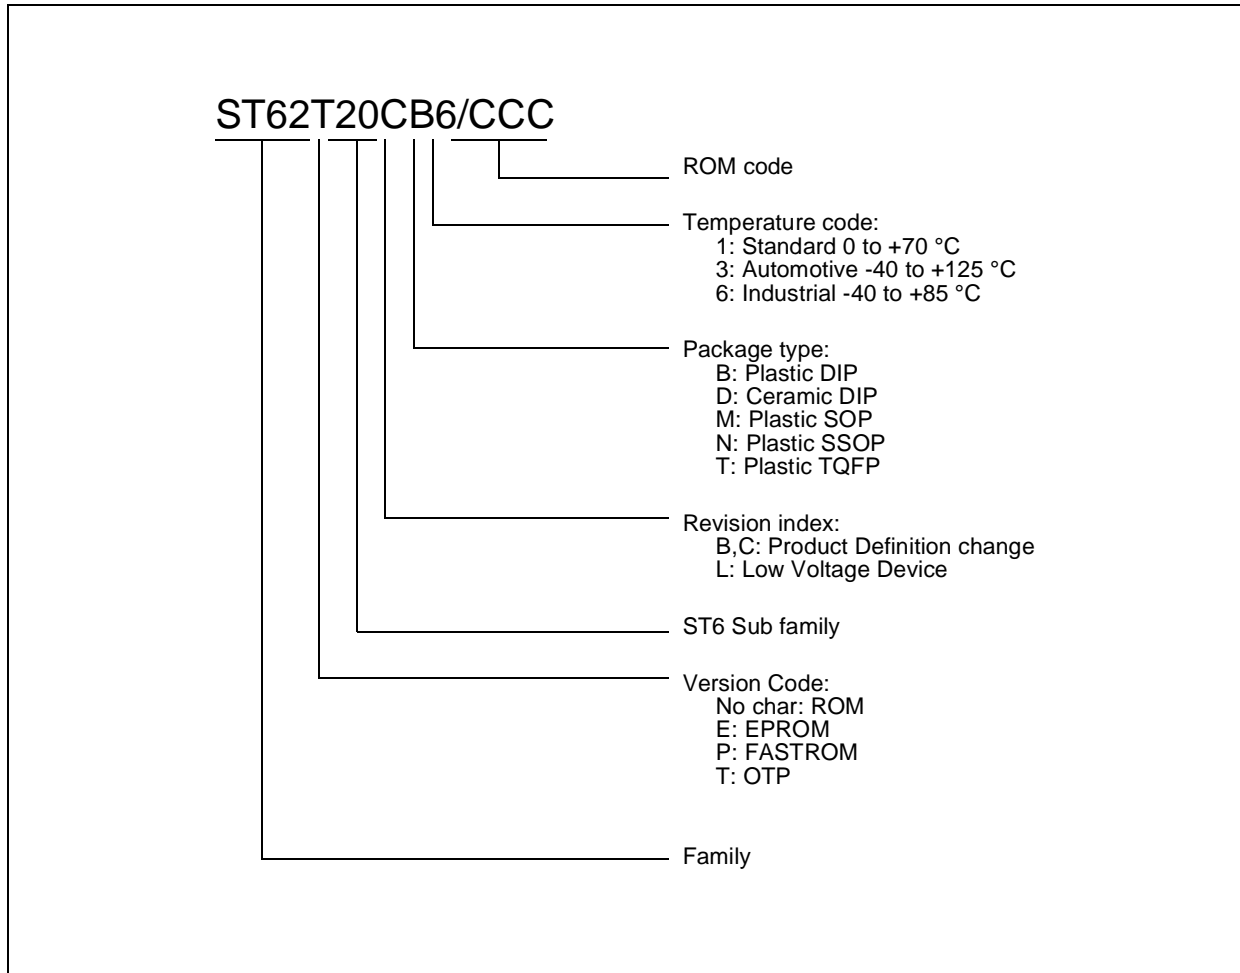 ST62T20CB6/CCC
ROM code
Temperature code:
1: Standard 0 to +70 °C
3: Automotive -40 to +125 °C
6: Industrial -40 to +85 °C
Package type:
B: Plastic DIP
D: Ceramic DIP
M: Plastic SOP
N: Plastic SSOP
T: Plastic TQFP
Revision index:
B,C: Product Definition change
L: Low Voltage Device
ST6 Sub family
Version Code:
No char: ROM
E: EPROM
P: FASTROM
T: OTP
Family